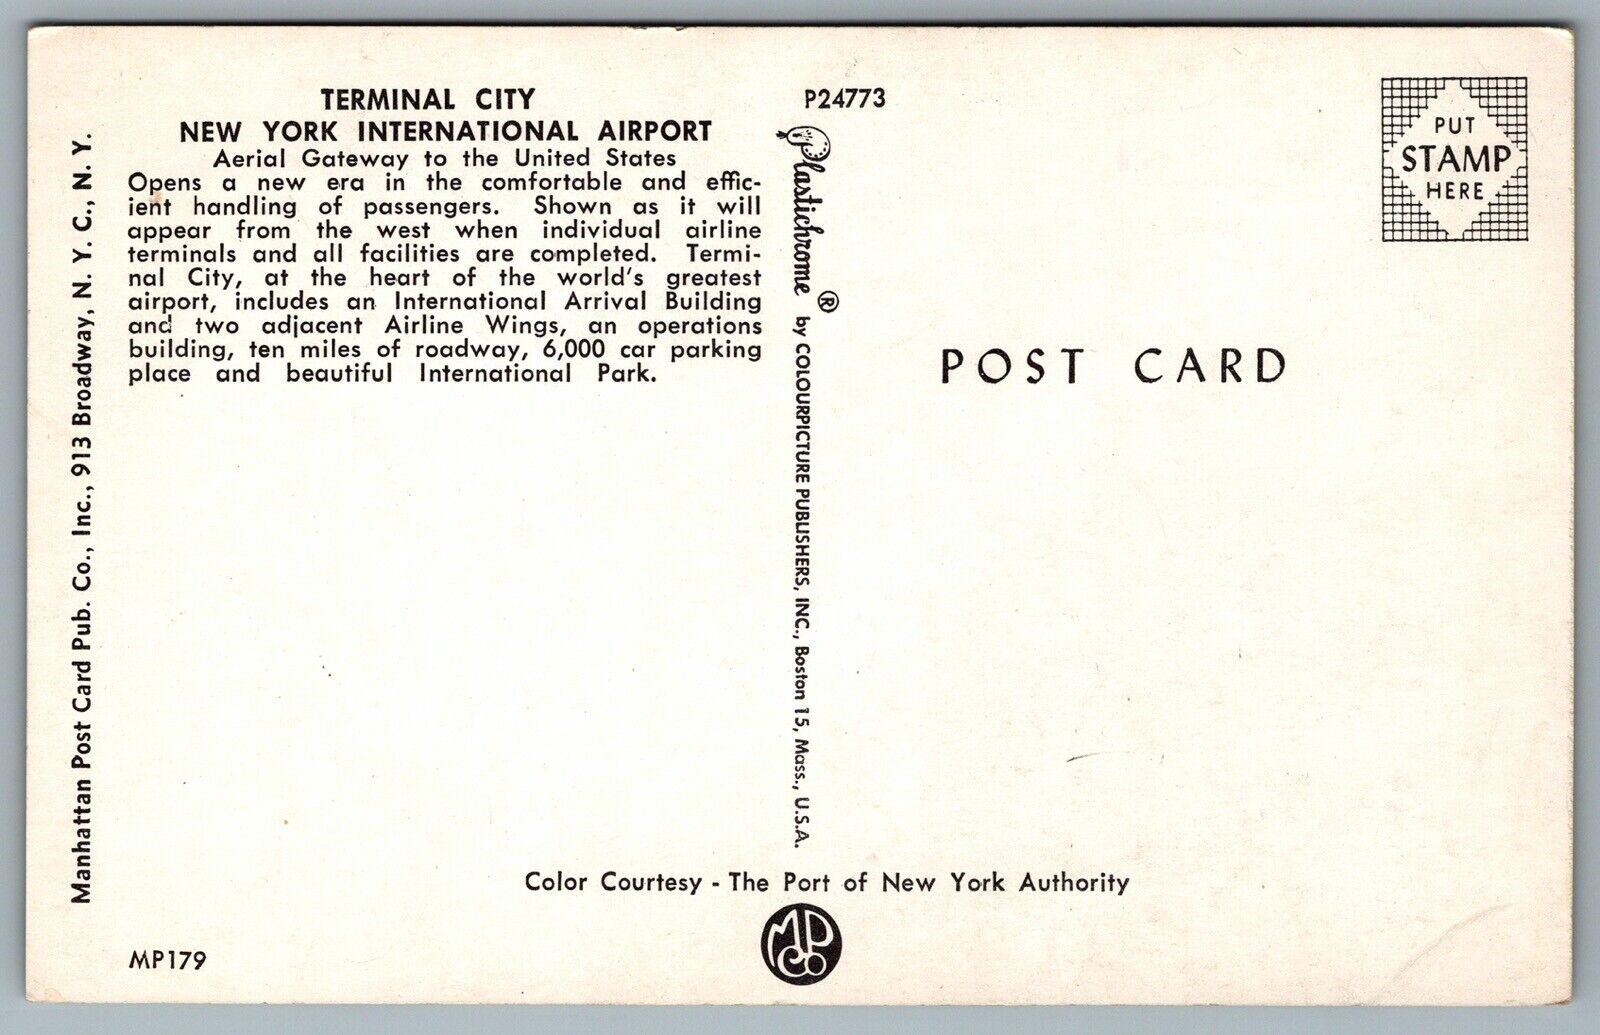 TERMINAL CITY
NEW YORK INTERNATIONAL AIRPORT
Aerial Gateway to the United States
Opens a new era in the comfortable and effic-
ient handling of passengers. Shown as it will
appear from the west when individual airline
terminals and all facilities are completed. Termi-
nal City, at the heart of the world's greatest
airport, includes an International Arrival Building
and two adjacent Airline Wings, an operations
building, ten miles of roadway, 6,000 car parking
place and beautiful International Park.
Manhattan Post Card Pub. Co., Inc., 913 Broadway, N. Y. C., N. Y.
MP179
P24773
Plastichrome ® by COLOURPICTURE PUBLISHERS, INC., Boston 15, Mass., U.S.A.
PUT
STAMP
HERE
POST CARD
Color Courtesy - The Port of New York Authority
MP
Co